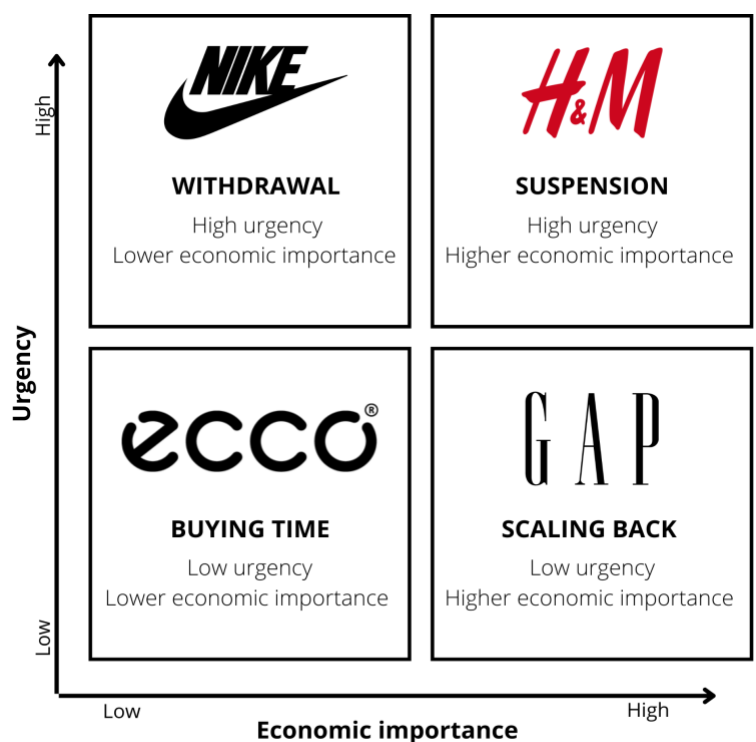 High
Urgency
Low
NIKE
WITHDRAWAL
High urgency
Lower economic importance
H&M
SUSPENSION
High urgency
Higher economic importance
ecco®
BUYING TIME
Low urgency
Lower economic importance
GAP
SCALING BACK
Low urgency
Higher economic importance
Low
High
Economic importance